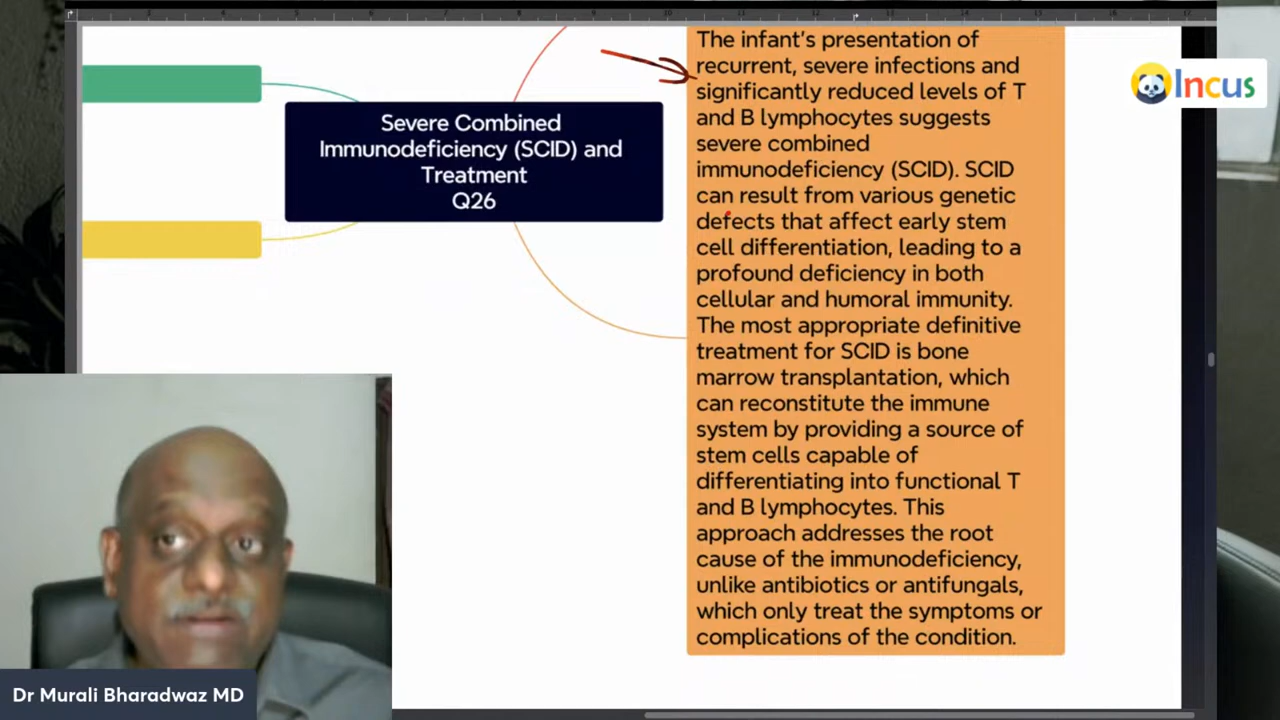 Severe Combined
Immunodeficiency (SCID) and
Treatment
Q26
The infant's presentation of
recurrent, severe infections and
significantly reduced levels of T
and B lymphocytes suggests
severe combined
immunodeficiency (SCID). SCID
can result from various genetic
defects that affect early stem
cell differentiation, leading to a
profound deficiency in both
cellular and humoral immunity.
The most appropriate definitive
treatment for SCID is bone
marrow transplantation, which
can reconstitute the immune
system by providing a source of
stem cells capable of
differentiating into functional T
and B lymphocytes. This
approach addresses the root
cause of the immunodeficiency,
unlike antibiotics or antifungals,
which only treat the symptoms or
complications of the condition.
Incus
Dr Murali Bharadwaz MD